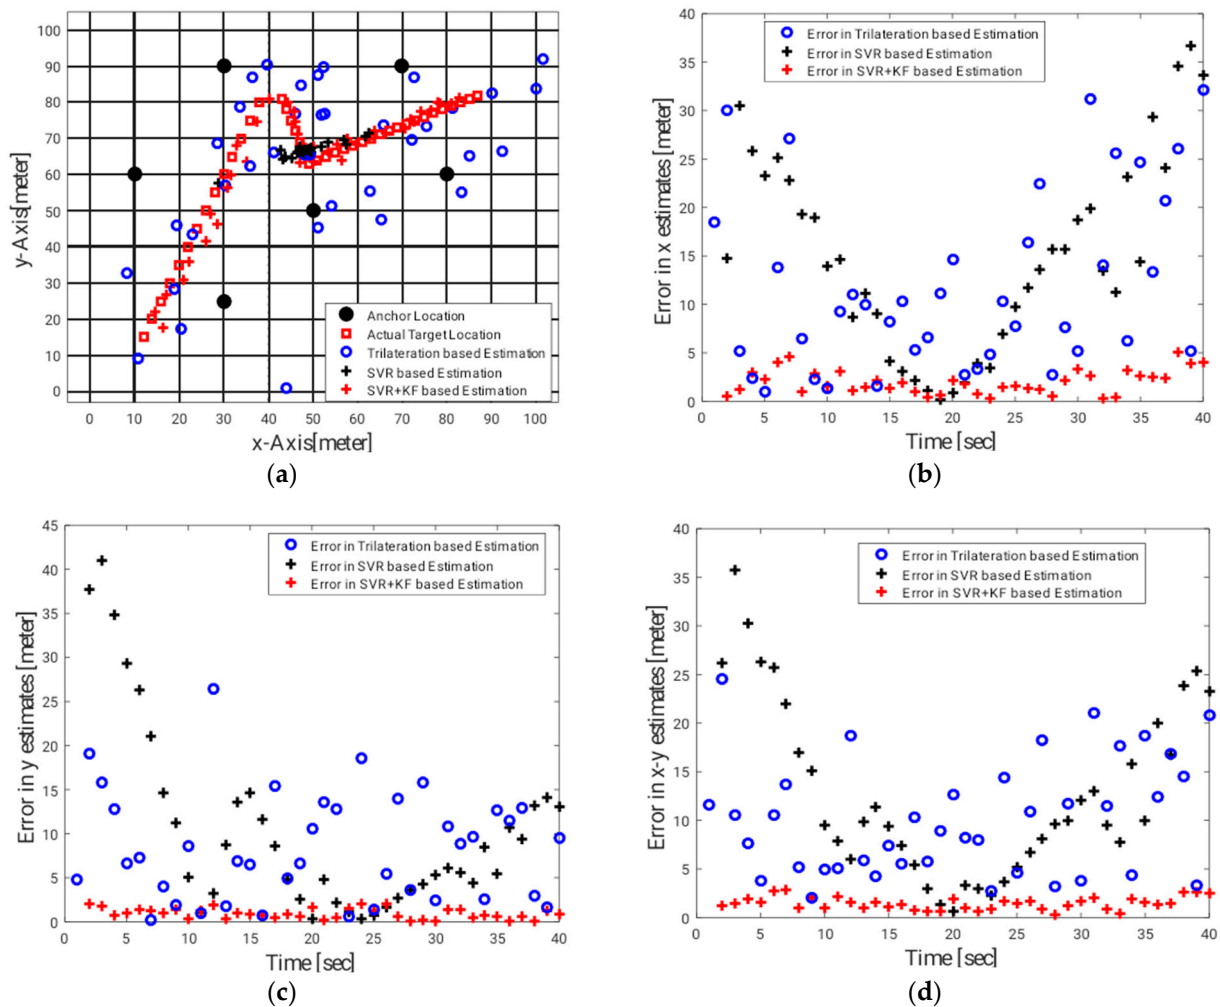 100
90
80
70
60
50
40
30
20
10
0
y-Axis[meter]
Anchor Location
Actual Target Location
Trilateration based Estimation
SVR based Estimation
SVR+KF based Estimation
0 10 20 30 40 50 60 70 80 90 100
x-Axis[meter]
(a)
40
35
30
25
20
15
10
5
0
Error in x estimates [meter]
Error in Trilateration based Estimation
Error in SVR based Estimation
Error in SVR+KF based Estimation
0 5 10 15 20 25 30 35 40
Time [sec]
(b)
45
40
35
30
25
20
15
10
5
0
Error in y estimates [meter]
Error in Trilateration based Estimation
Error in SVR based Estimation
Error in SVR+KF based Estimation
0 5 10 15 20 25 30 35 40
Time [sec]
(c)
40
35
30
25
20
15
10
5
0
Error in x-y estimates [meter]
Error in Trilateration based Estimation
Error in SVR based Estimation
Error in SVR+KF based Estimation
0 5 10 15 20 25 30 35 40
Time [sec]
(d)